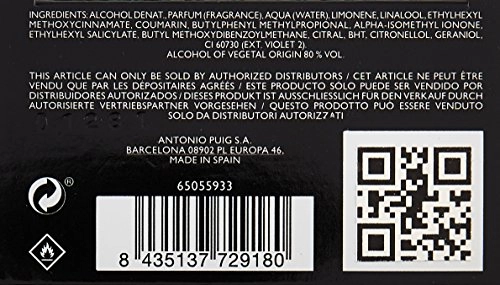 INGREDIENTS: ALCOHOL DENAT., PARFUM (FRAGRANCE), AQUA (WATER), LIMONENE, LINALOOL, ETHYLHEXYL
METHOXYCINNAMATE, COUMARIN, BUTYLPHENYL METHYLPROPIONAL, ALPHA-ISOMETHYL IONONE,
ETHYLHEXYL SALICYLATE, BUTYL METHOXYDIBENZOYLMETHANE, CITRAL, BHT, CITRONELLOL, GERANIOL,
CI 60730 (EXT. VIOLET 2).
ALCOHOL OF VEGETAL ORIGIN 80 % VOL.
THIS ARTICLE CAN ONLY BE SOLD BY AUTHORIZED DISTRIBUTORS / CET ARTICLE NE PEUT ÊTRE
VENDU QUE PAR LES DÉPOSITAIRES AGRÉES / ESTE PRODUCTO SÓLO PUEDE SER VENDIDO POR
DISTRIBUIDORES AUTORIZADOS / DIESES PRODUKT IST AUSSCHLIESSLICH FÜR DEN VERKAUF DURCH
AUTORISIERTE VERTRIEBSPARTNER VORGESEHEN / QUESTO PRODOTTO PUÒ ESSERE VENDUTO
SOLO DA DISTRIBUTORI AUTORIZZATI
ANTONIO PUIG S.A.
BARCELONA 08902 PL EUROPA 46.
MADE IN SPAIN
®
65055933
8 435137 729180